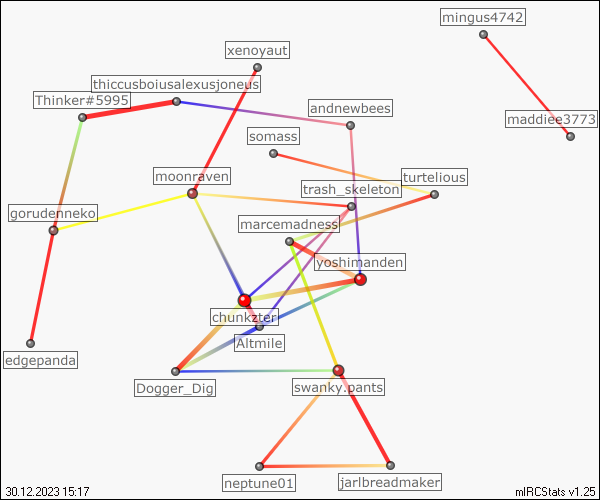 mingus4742
xenoyaut
thiccusboiusalexusjoneus
Thinker#5995
andnewbees
maddiee3773
somass
moonraven
turtelious
trash_skeleton
gorudenneko
marcemadness
yoshimanden
chunkzter
Altmile
edgepanda
Dogger_Dig
swanky.pants
neptune01
jarlbreadmaker
30.12.2023 15:17
mIRCStats v1.25